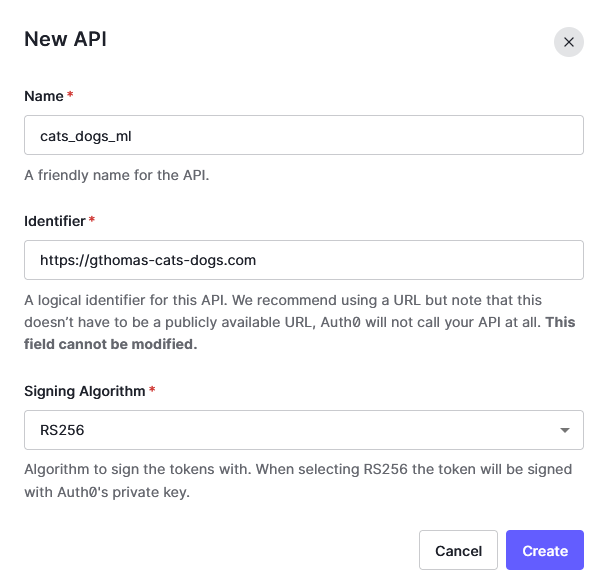 New API
Name *
cats_dogs_ml
A friendly name for the API.
Identifier *
https://gthomas-cats-dogs.com
A logical identifier for this API. We recommend using a URL but note that this
doesn’t have to be a publicly available URL, Auth0 will not call your API at all. This
field cannot be modified.
Signing Algorithm *
RS256
Algorithm to sign the tokens with. When selecting RS256 the token will be signed
with Auth0's private key.
Cancel Create